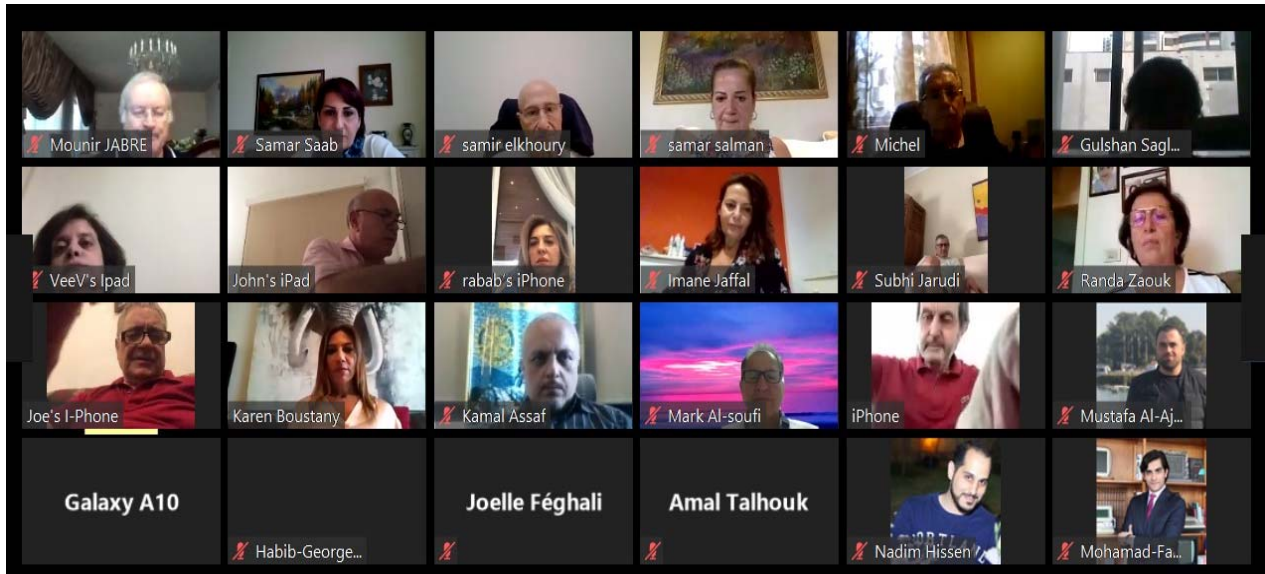 Mounir JABRE
Samar Saab
samir elkhoury
samar salman
Michel
Gulshan Sagl...
VeeV's Ipad
John's iPad
rabab's iPhone
Imane Jaffal
Subhi Jarudi
Randa Zaouk
Joe's I-Phone
Karen Boustany
Kamal Assaf
Mark Al-soufi
iPhone
Mustafa Al-Aj...
Galaxy A10
Habib-George...
Joelle Féghali
Amal Talhouk
Nadim Hissen
Mohamad-Fa...